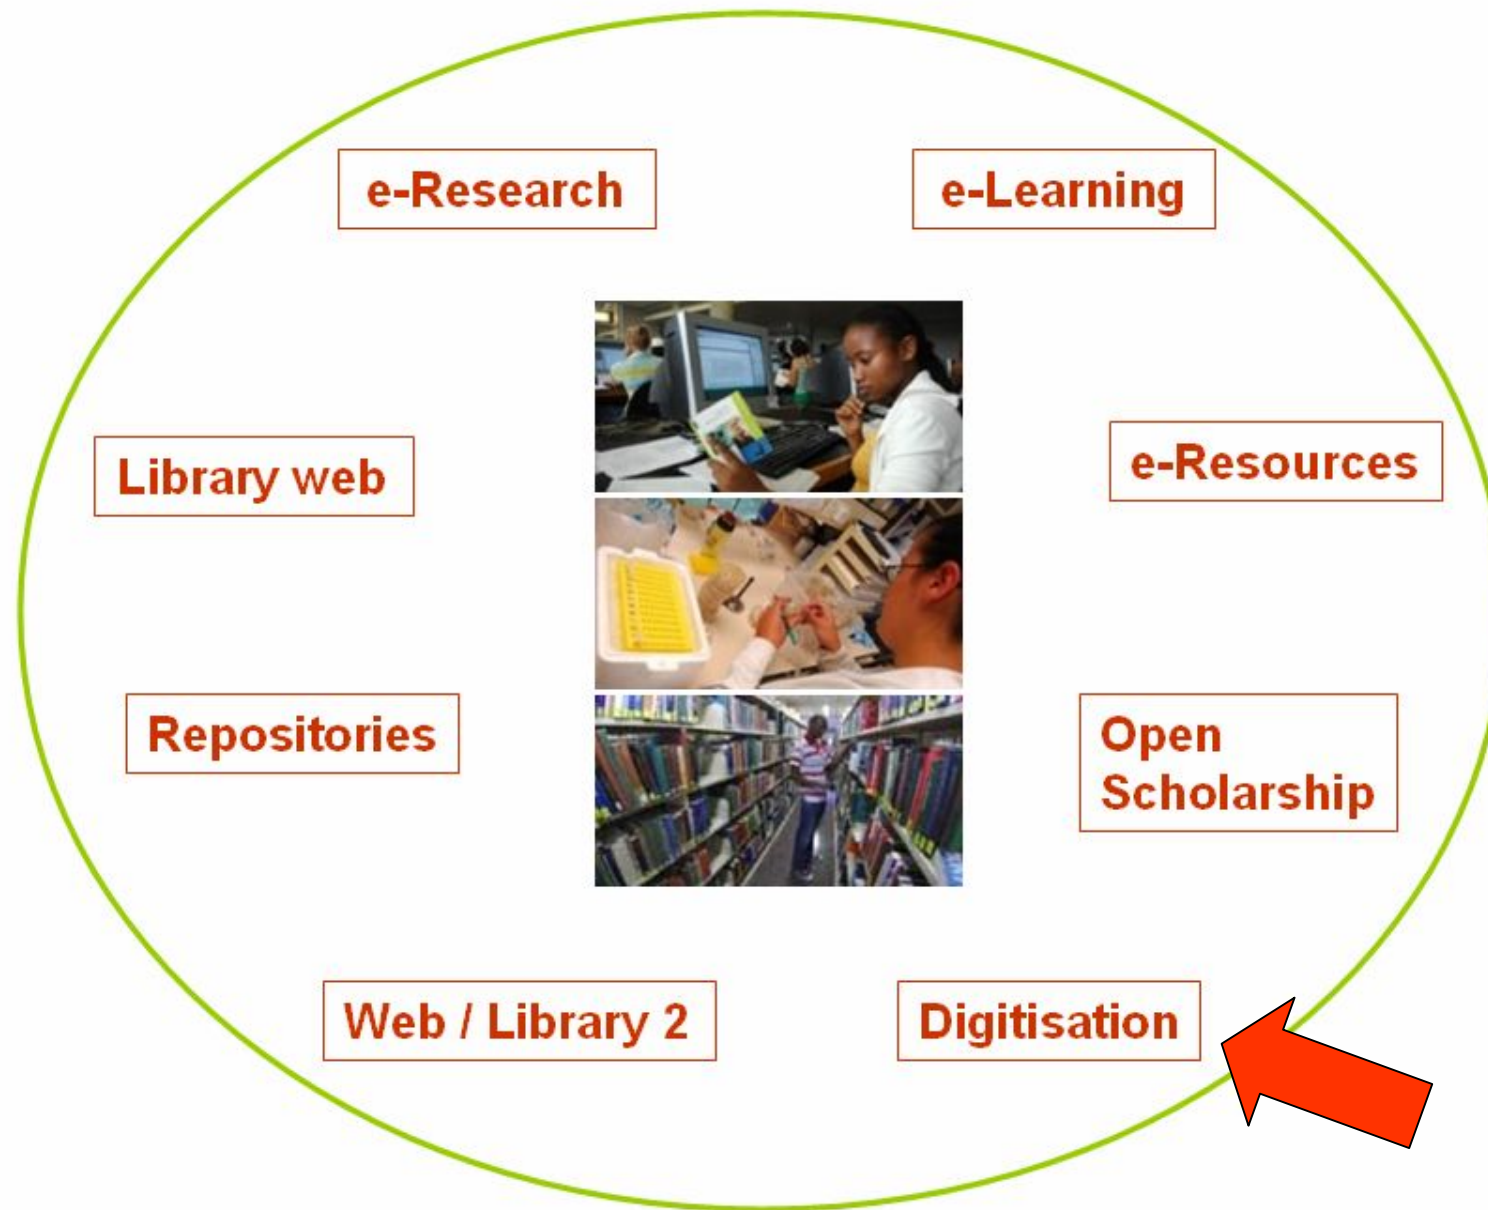 e-Research
e-Learning
Library web
e-Resources
Repositories
Open
Scholarship
Web / Library 2
Digitisation